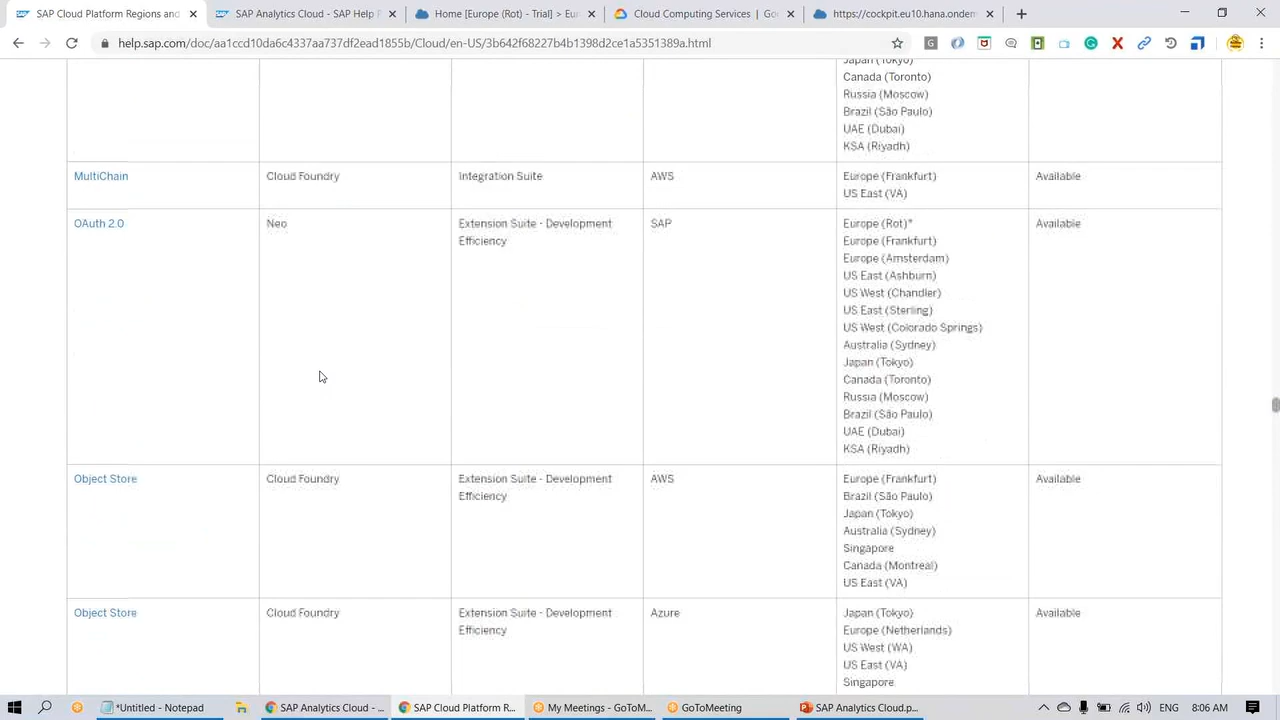 SAP Cloud Platform Regions and
SAP Analytics Cloud - SAP Help P
Home [Europe (Rot) - Trial] > Eur
Cloud Computing Services | Goo
https://cockpit.eu10.hana.ondem
help.sap.com/doc/aa1ccd10da6c4337aa737df2ead1855b/Cloud/en-US/3b642f68227b4b1398d2ce1a5351389a.html
Japan (Tokyo)
Canada (Toronto)
Russia (Moscow)
Brazil (São Paulo)
UAE (Dubai)
KSA (Riyadh)
MultiChain Cloud Foundry Integration Suite AWS Europe (Frankfurt) Available
US East (VA)
OAuth 2.0 Neo Extension Suite - Development SAP Europe (Rot)* Available
Efficiency Europe (Frankfurt)
Europe (Amsterdam)
US East (Ashburn)
US West (Chandler)
US East (Sterling)
US West (Colorado Springs)
Australia (Sydney)
Japan (Tokyo)
Canada (Toronto)
Russia (Moscow)
Brazil (São Paulo)
UAE (Dubai)
KSA (Riyadh)
Object Store Cloud Foundry Extension Suite - Development AWS Europe (Frankfurt) Available
Efficiency Brazil (São Paulo)
Japan (Tokyo)
Australia (Sydney)
Singapore
Canada (Montreal)
US East (VA)
Object Store Cloud Foundry Extension Suite - Development Azure Japan (Tokyo) Available
Efficiency Europe (Netherlands)
US West (WA)
US East (VA)
Singapore
*Untitled - Notepad
SAP Analytics Cloud - ...
SAP Cloud Platform R...
My Meetings - GoToM...
GoToMeeting
SAP Analytics Cloud.p...
ENG
8:06 AM